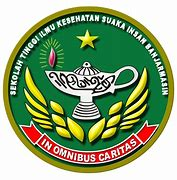 SEKOLAH TINGGI ILMU KESEHATAN SUAKA INSAN BANJARMASIN
IN OMNIBUS CARITAS